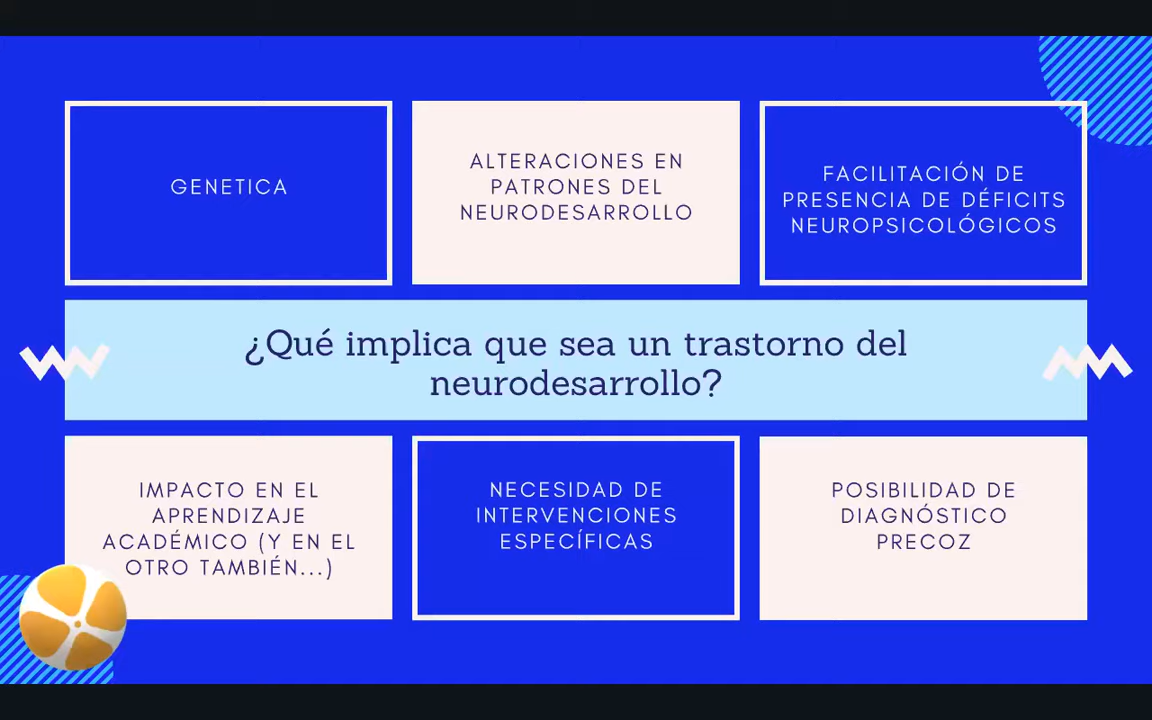 GENETICA
ALTERACIONES EN
PATRONES DEL
NEURODESARROLLO
FACILITACIÓN DE
PRESENCIA DE DÉFICITS
NEUROPSICOLÓGICOS
¿Qué implica que sea un trastorno del
neurodesarrollo?
IMPACTO EN EL
APRENDIZAJE
ACADÉMICO (Y EN EL
OTRO TAMBIÉN...)
NECESIDAD DE
INTERVENCIONES
ESPECÍFICAS
POSIBILIDAD DE
DIAGNÓSTICO
PRECOZ